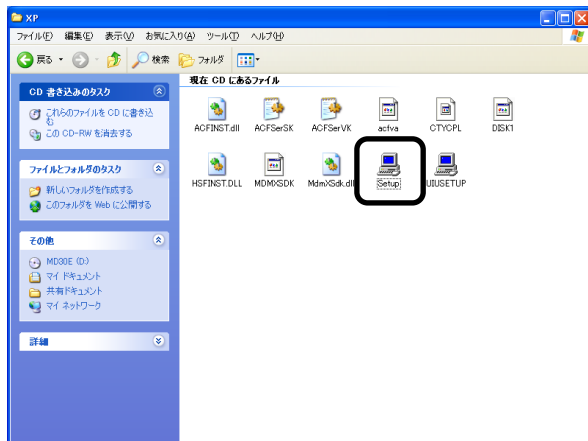 XP
ファイル(F) 編集(E) 表示(V) お気に入り(A) ツール(T) ヘルプ(H)
戻る 検索 フォルダ
現在 CD にあるファイル
CD 書き込みのタスク
これらのファイルを CD に書き込
む
この CD-RW を消去する
ACFINST.dll ACFSerSK ACFSerVK actva CTYCPL DISK1
ファイルとフォルダのタスク
新しいフォルダを作成する
このフォルダを Web に公開する
HSFINST.DLL MDMXSDK MdmXSdk.dll Setup UIUSETUP
その他
MD30E (D:)
マイ ドキュメント
共有ドキュメント
マイ ネットワーク
詳細